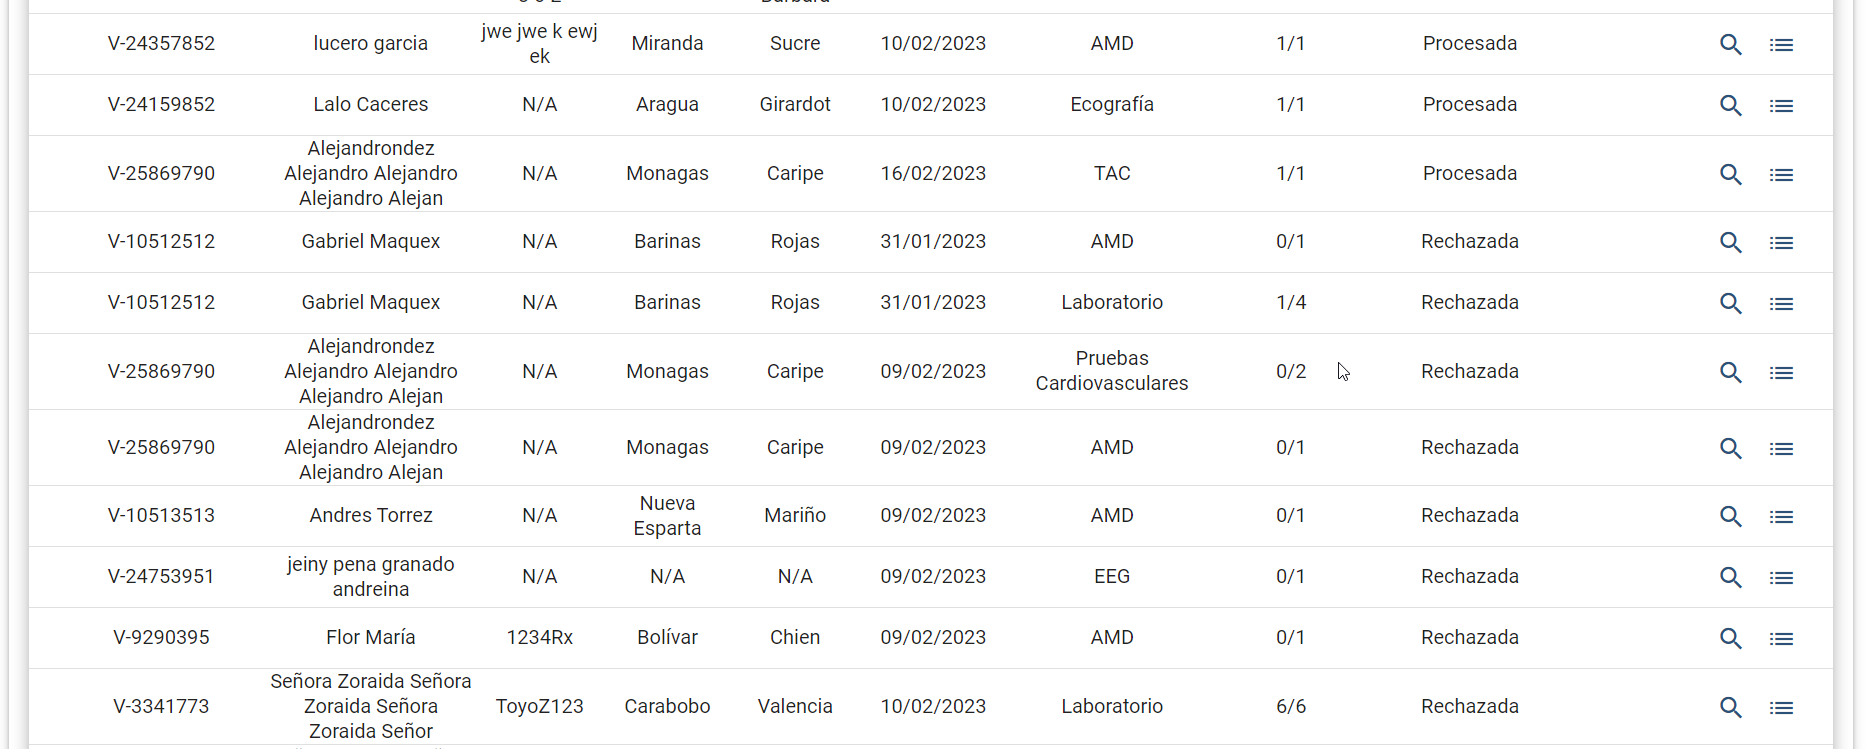 V-24357852 lucero garcia jwe jwe k ewj ek Miranda Sucre 10/02/2023 AMD 1/1 Procesada
V-24159852 Lalo Caceres N/A Aragua Girardot 10/02/2023 Ecografía 1/1 Procesada
V-25869790 Alejandrondez Alejandro Alejandro Alejandro Alejan N/A Monagas Caripe 16/02/2023 TAC 1/1 Procesada
V-10512512 Gabriel Maquex N/A Barinas Rojas 31/01/2023 AMD 0/1 Rechazada
V-10512512 Gabriel Maquex N/A Barinas Rojas 31/01/2023 Laboratorio 1/4 Rechazada
V-25869790 Alejandrondez Alejandro Alejandro Alejandro Alejan N/A Monagas Caripe 09/02/2023 Pruebas Cardiovasculares 0/2 Rechazada
V-25869790 Alejandrondez Alejandro Alejandro Alejandro Alejan N/A Monagas Caripe 09/02/2023 AMD 0/1 Rechazada
V-10513513 Andres Torrez N/A Nueva Esparta Mariño 09/02/2023 AMD 0/1 Rechazada
V-24753951 jeiny pena granado andreina N/A N/A N/A 09/02/2023 EEG 0/1 Rechazada
V-9290395 Flor María 1234Rx Bolívar Chien 09/02/2023 AMD 0/1 Rechazada
V-3341773 Señora Zoraida Señora Zoraida Señora Zoraida Señor ToyoZ123 Carabobo Valencia 10/02/2023 Laboratorio 6/6 Rechazada